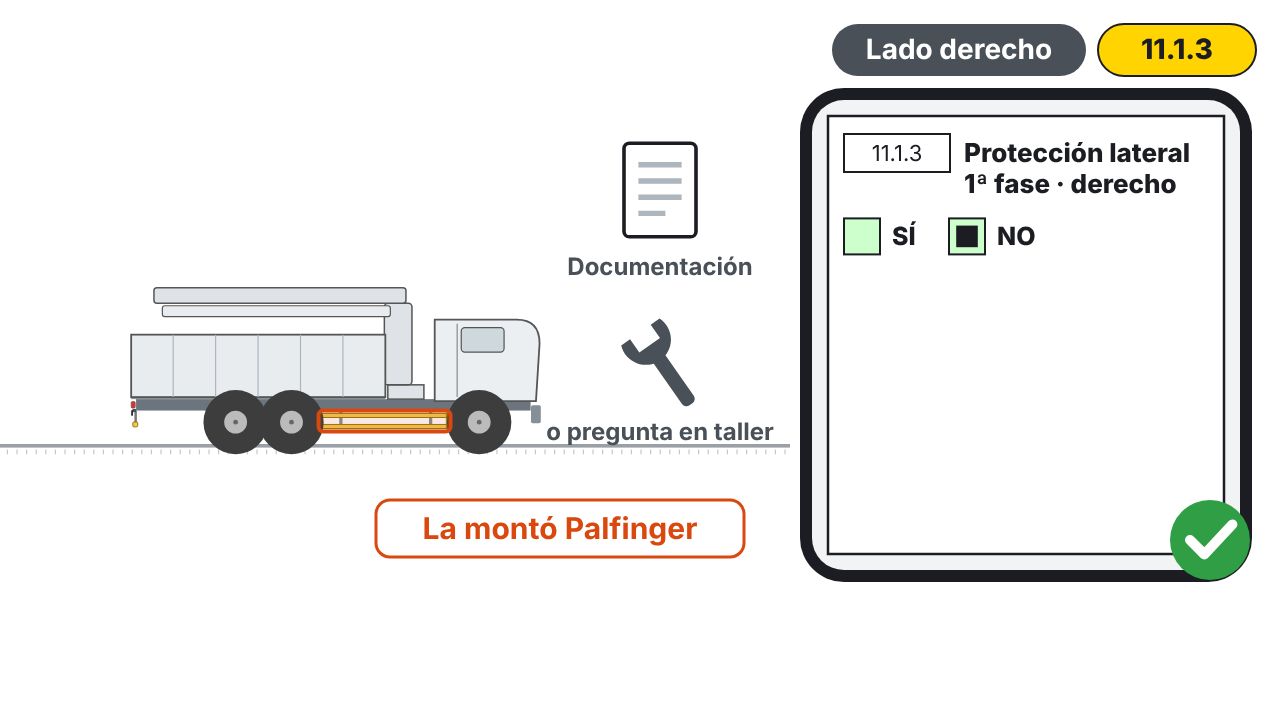 Lado derecho
11.1.3
11.1.3
Protección lateral
1ª fase · derecho
SÍ
NO
Documentación
o pregunta en taller
La montó Palfinger